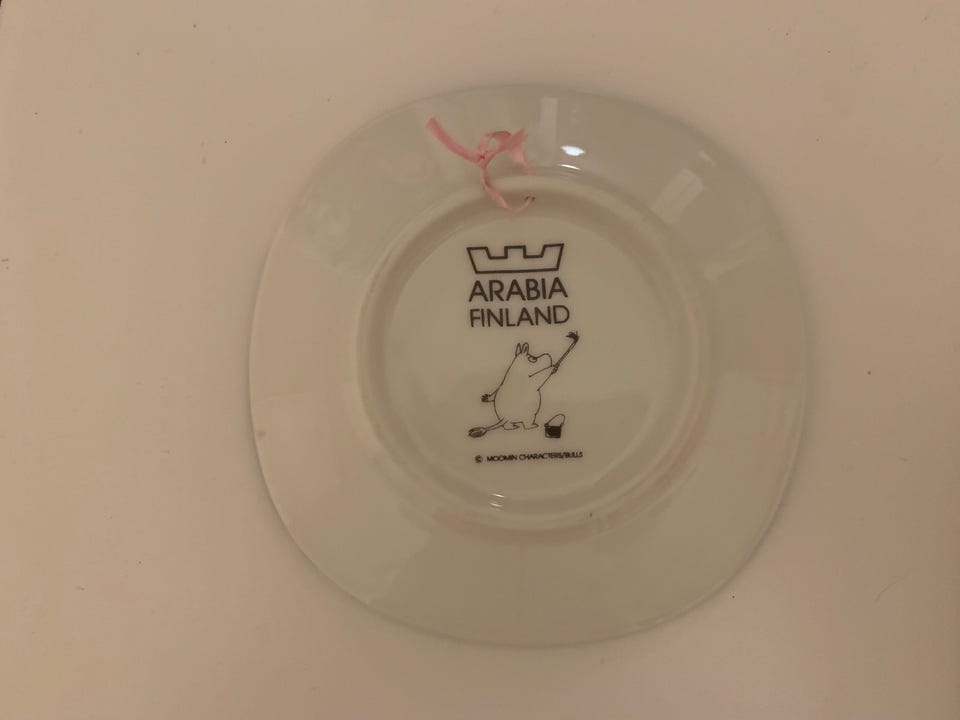 ARABIA
FINLAND
© MOOMIN CHARACTERS/BULLS